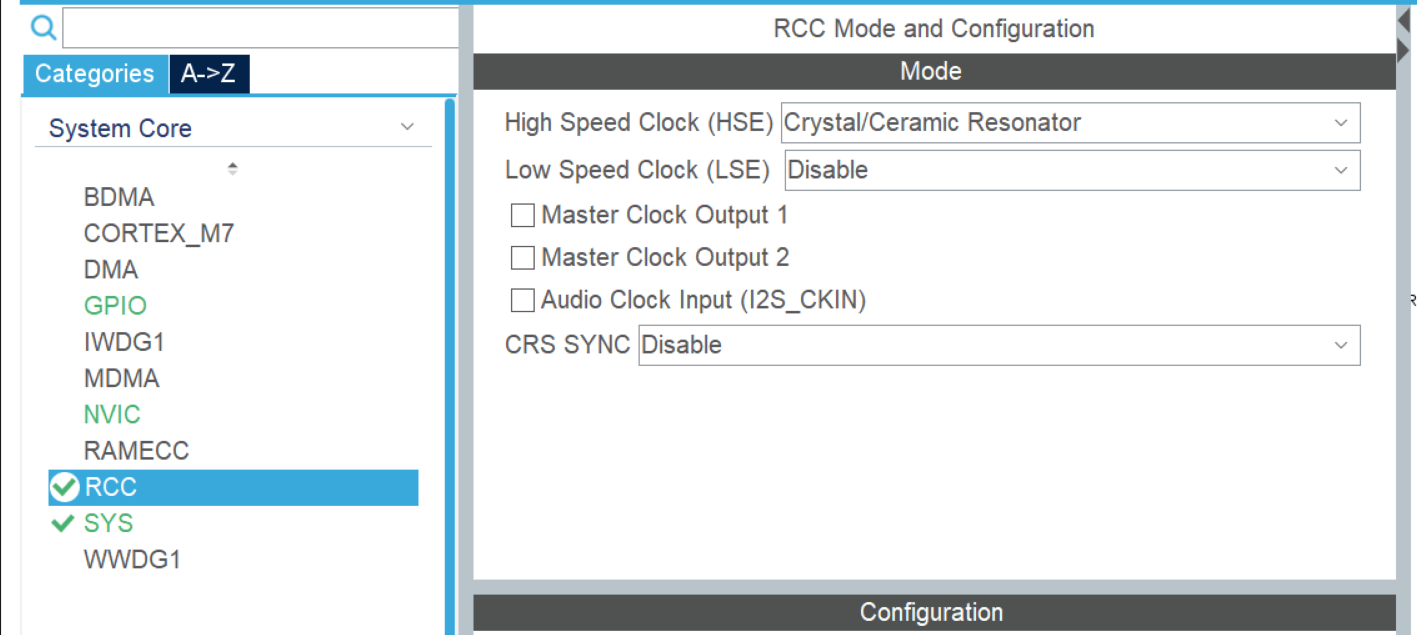 RCC Mode and Configuration
Categories A->Z
Mode
System Core
High Speed Clock (HSE) Crystal/Ceramic Resonator
Low Speed Clock (LSE) Disable
BDMA
Master Clock Output 1
CORTEX_M7
Master Clock Output 2
DMA
Audio Clock Input (I2S_CKIN)
GPIO
CRS SYNC Disable
IWDG1
MDMA
NVIC
RAMECC
RCC
SYS
WWDG1
Configuration
R